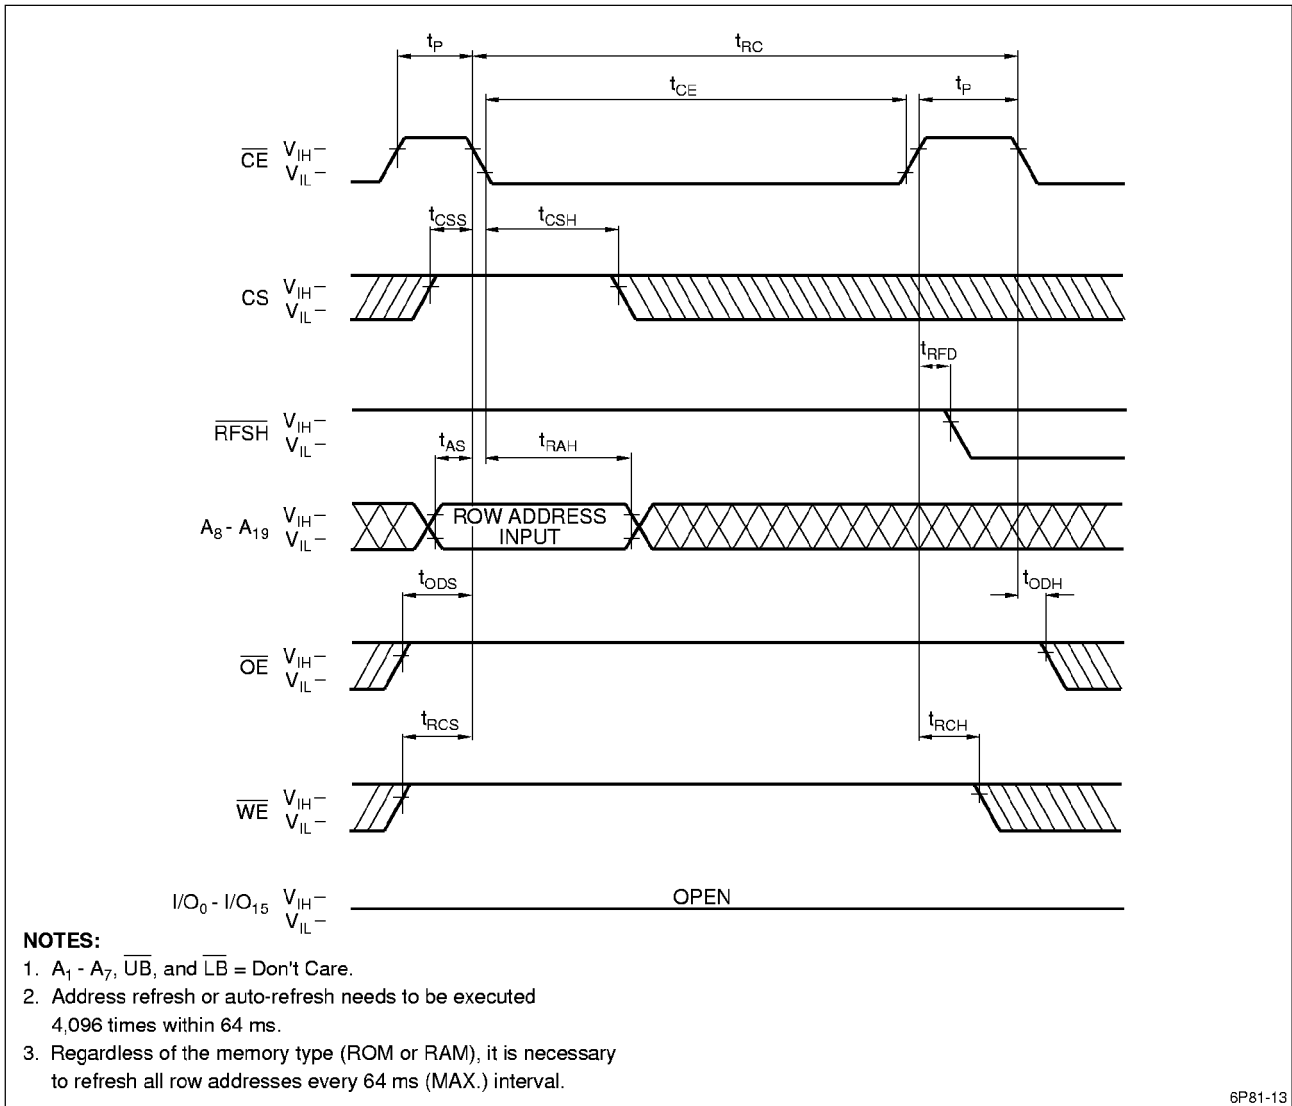 tP tRC
tCE tP
CE VIH
VIL
tCSS tCSH
CS VIH
VIL
tRFD
RFSH VIH
VIL
tAS tRAH
A8 - A19 VIH
VIL
ROW ADDRESS
INPUT
tODS tODH
OE VIH
VIL
tRCS tRCH
WE VIH
VIL
I/O0 - I/O15 VIH
VIL
OPEN
NOTES:
1. A1 - A7, UB, and LB = Don't Care.
2. Address refresh or auto-refresh needs to be executed
4,096 times within 64 ms.
3. Regardless of the memory type (ROM or RAM), it is necessary
to refresh all row addresses every 64 ms (MAX.) interval.
6P81-13